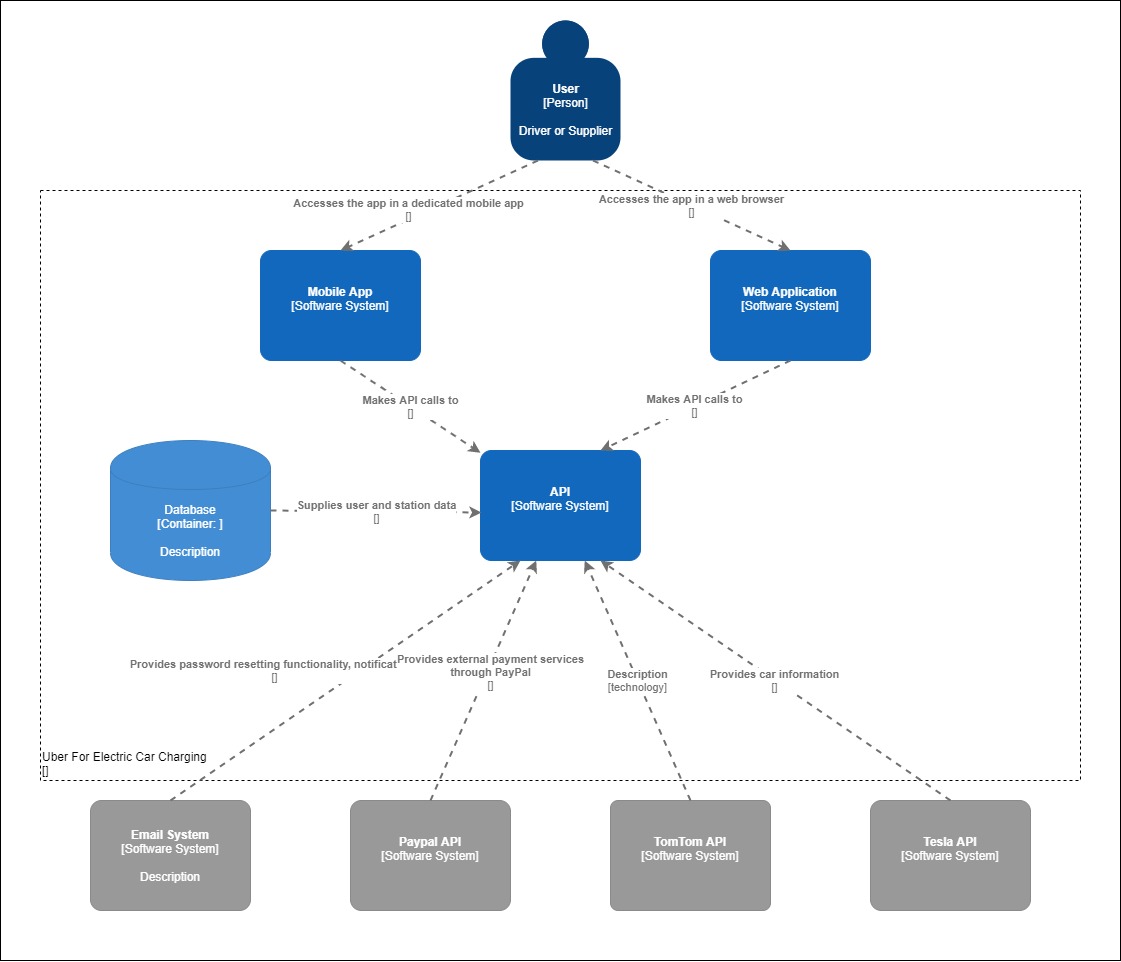 User
[Person]
Driver or Supplier
Accesses the app in a dedicated mobile app
[]
Accesses the app in a web browser
[]
Mobile App
[Software System]
Web Application
[Software System]
Makes API calls to
[]
Makes API calls to
[]
Database
[Container: ]
Description
Supplies user and station data
[]
API
[Software System]
Provides password resetting functionality, notificat
[]
Provides external payment services
through PayPal
[]
Description
[technology]
Provides car information
[]
Uber For Electric Car Charging
[]
Email System
[Software System]
Description
Paypal API
[Software System]
TomTom API
[Software System]
Tesla API
[Software System]